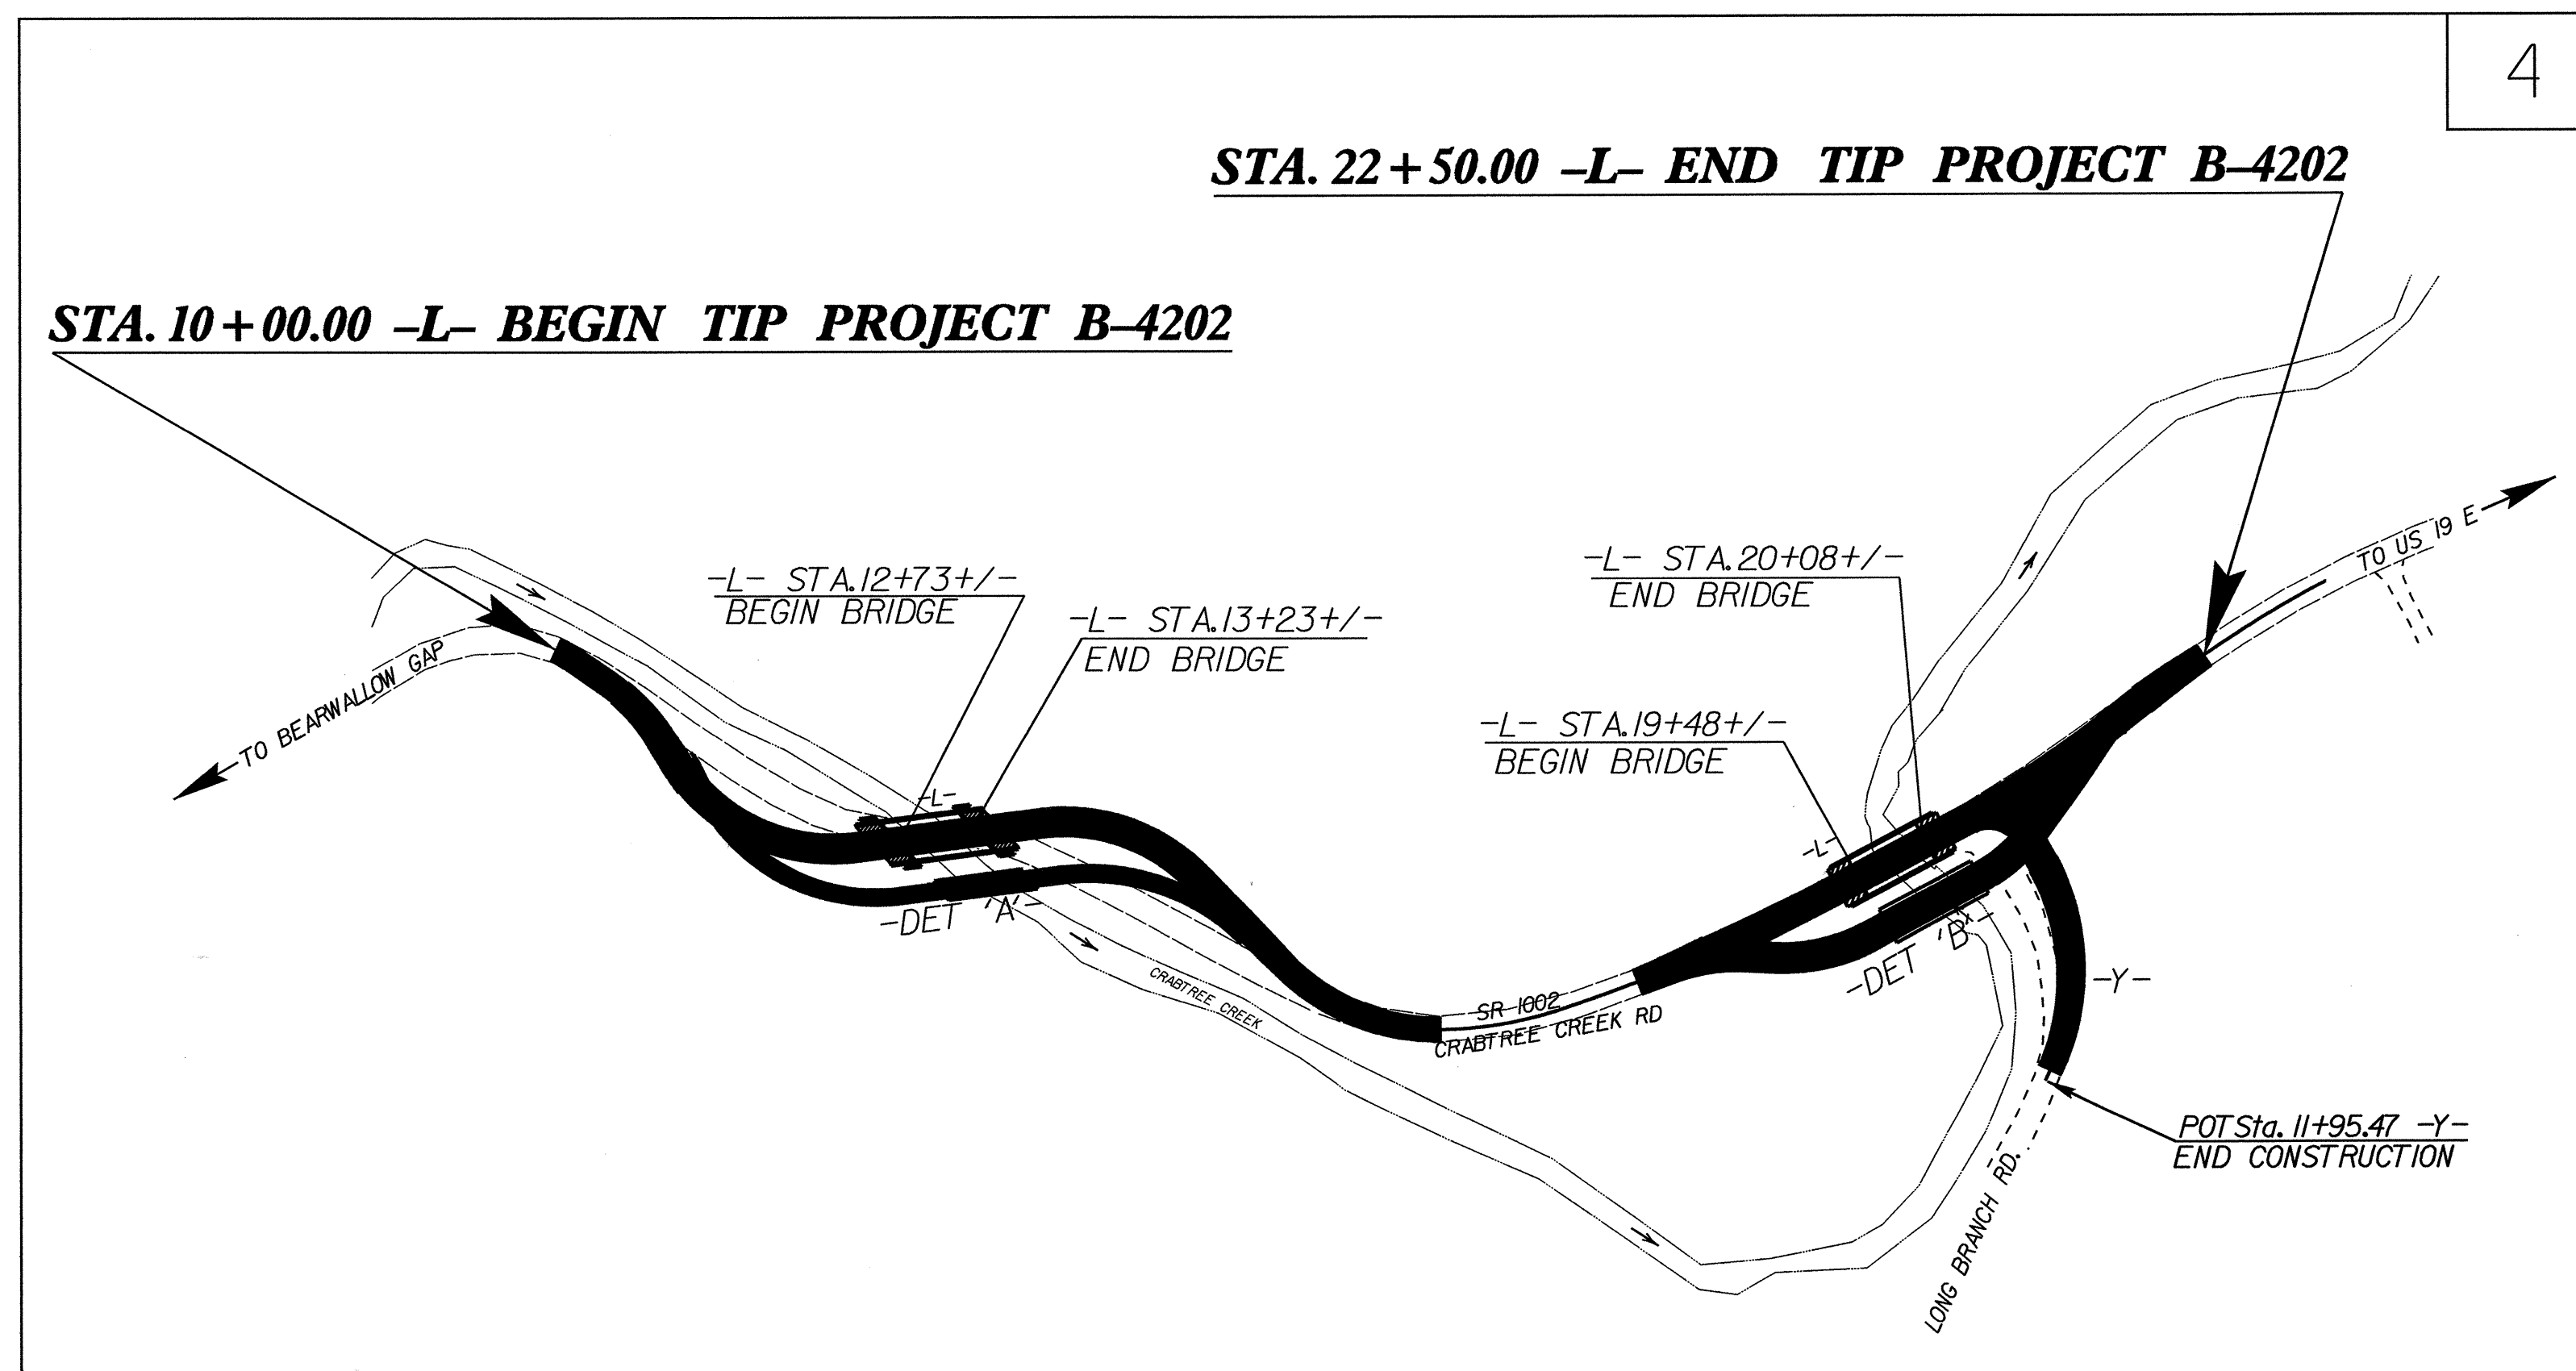 4
STA. 22+50.00 –L– END TIP PROJECT B–4202
STA. 10+00.00 –L– BEGIN TIP PROJECT B–4202
-L- STA.12+73+/-
BEGIN BRIDGE
-L- STA.13+23+/-
END BRIDGE
-L- STA.20+08+/-
END BRIDGE
-L- STA.19+48+/-
BEGIN BRIDGE
TO US 19 E
TO BEARWALLOW GAP
-L-
-L-
-DET 'A'-
-DET 'B'-
CRABTREE CREEK
SR 1002
CRABTREE CREEK RD
-Y-
POT Sta. 11+95.47 -Y-
END CONSTRUCTION
LONG BRANCH RD.